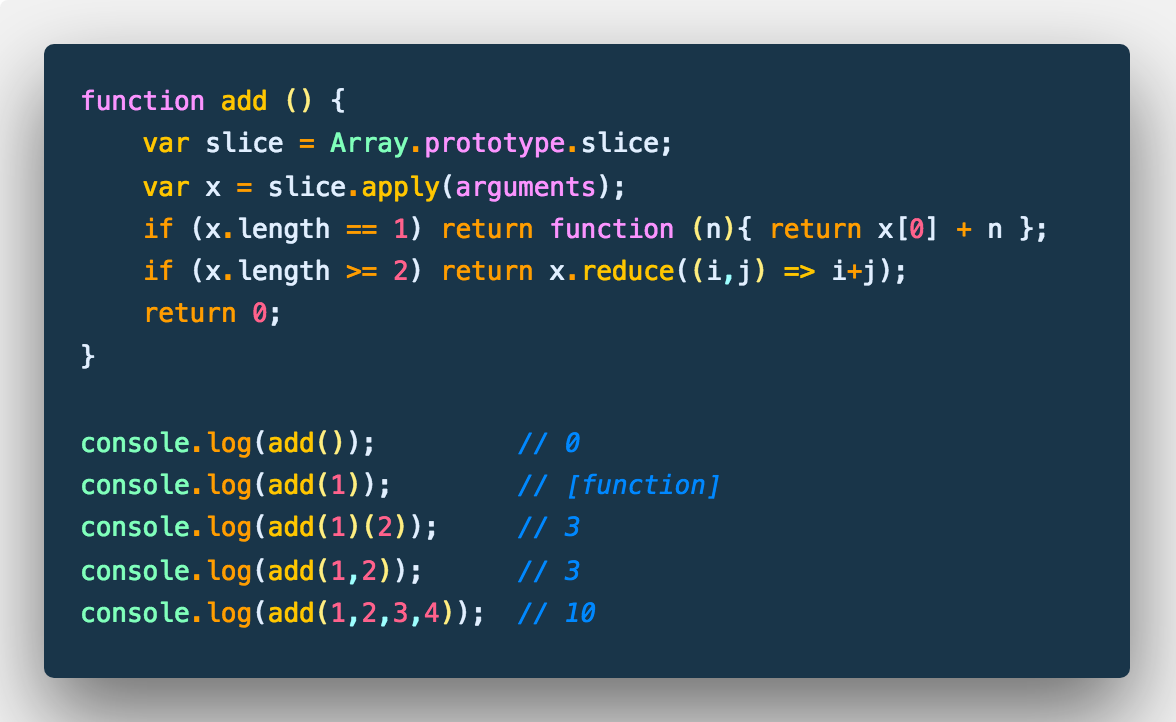 function add () {
    var slice = Array.prototype.slice;
    var x = slice.apply(arguments);
    if (x.length == 1) return function (n){ return x[0] + n };
    if (x.length >= 2) return x.reduce((i,j) => i+j);
    return 0;
}

console.log(add());         // 0
console.log(add(1));        // [function]
console.log(add(1)(2));     // 3
console.log(add(1,2));      // 3
console.log(add(1,2,3,4));  // 10